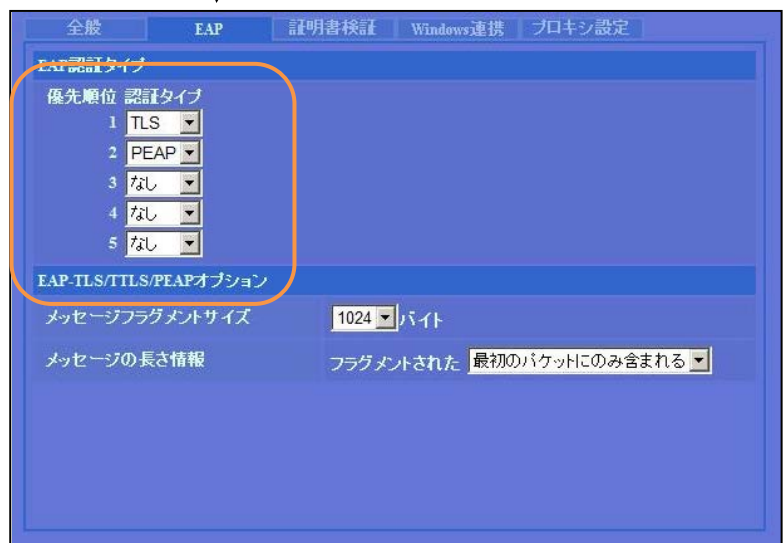 全般 EAP 証明書検証 Windows連携 プロキシ設定
EAP認証タイプ
優先順位 認証タイプ
1 TLS
2 PEAP
3 なし
4 なし
5 なし
EAP-TLS/TTLS/PEAPオプション
メッセージフラグメントサイズ 1024 バイト
メッセージの長さ情報 フラグメントされた 最初のパケットにのみ含まれる